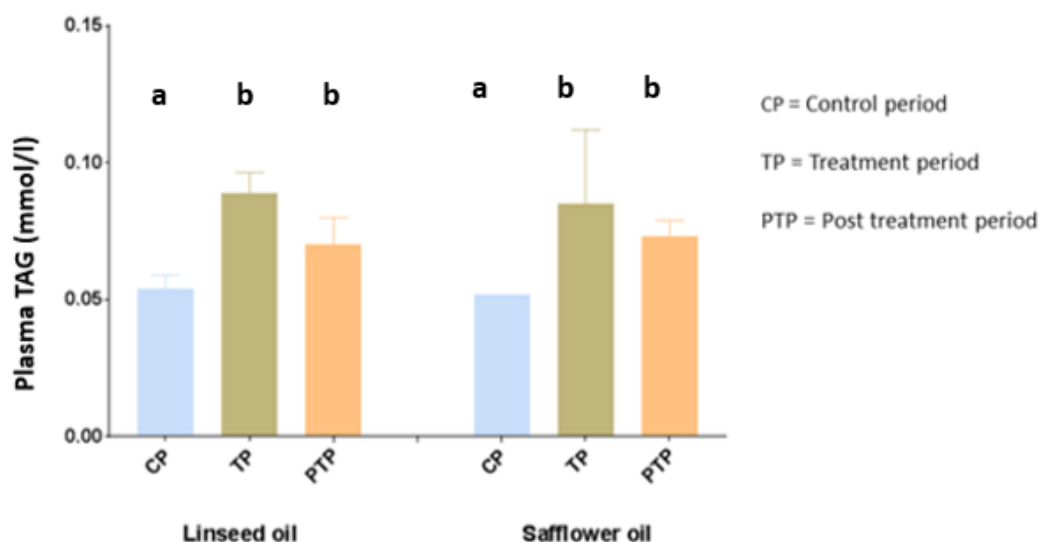 Plasma TAG (mmol/l)
0.15
0.10
0.05
0.00
a b b a b b
CP TP PTP CP TP PTP
Linseed oil Safflower oil
CP = Control period
TP = Treatment period
PTP = Post treatment period